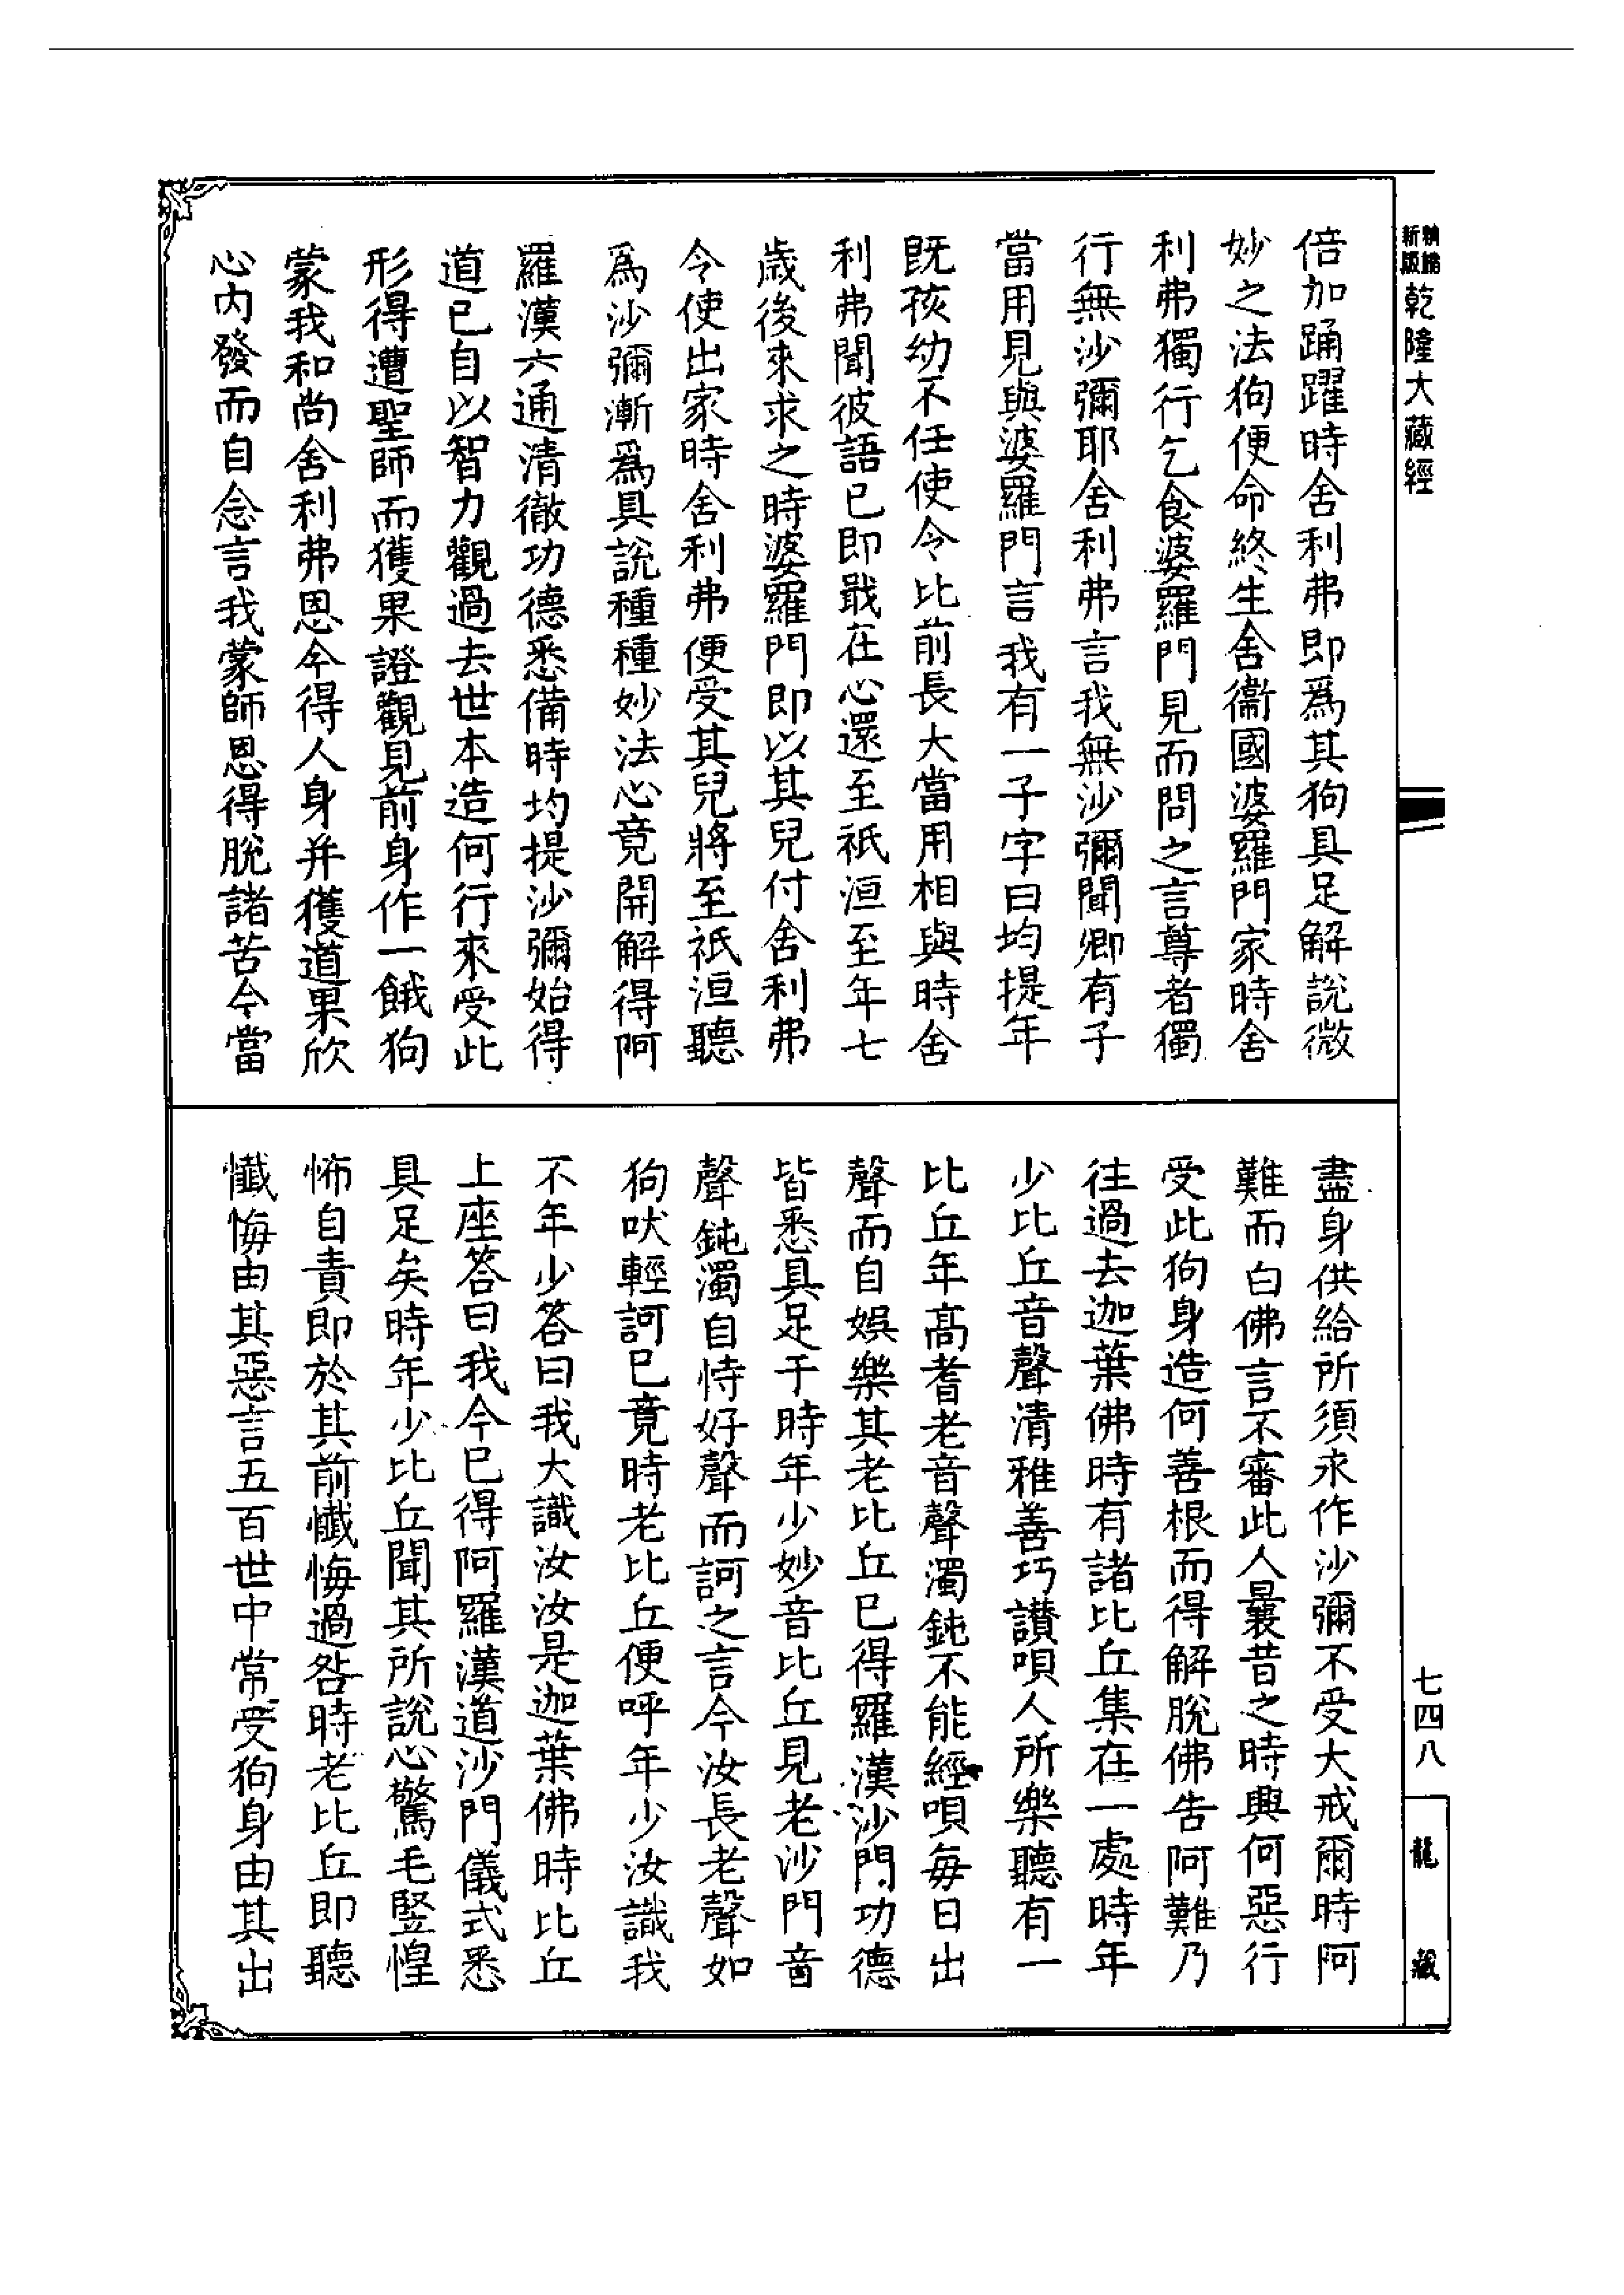 新版
乾隆大藏經
倍加踊躍時舍利弗即爲其狗具足解說微
妙之法狗便命終生舍衞國婆羅門家時舍
利弗獨行乞食婆羅門見而問之言尊者獨
行無沙彌耶舍利弗言我無沙彌聞卿有子
當用見與婆羅門言我有一子字曰均提年
既孩幼不任使令比前長大當用相與時舍
利弗聞彼語已即戢在心還至祇洹至年七
歲後來求之時婆羅門即以其兒付舍利弗
令使出家時舍利弗便受其兒將至祇洹聽
爲沙彌漸爲具說種種妙法心竟開解得阿
羅漢六通清徹功德悉備時均提沙彌始得
道已自以智力觀過去世本造何行來受此
形得遭聖師而獲果證觀見前身作一餓狗
蒙我和尚舍利弗恩今得人身并獲道果欣
心內發而自念言我蒙師恩得脫諸苦今當
盡身供給所須永作沙彌不受大戒爾時阿
難而白佛言不審此人曩昔之時興何惡行
受此狗身造何善根而得解脫佛告阿難乃
往過去迦葉佛時有諸比丘集在一處時年
少比丘音聲清雅善巧讃唄人所樂聽有一
比丘年高耆老音聲濁鈍不能經唄每日出
聲而自娛樂其老比丘已得羅漢沙門功德
皆悉具足于時年少妙音比丘見老沙門音
聲鈍濁自恃好聲而訶之言今汝長老聲如
狗吠輕訶已竟時老比丘便呼年少汝識我
不年少答曰我大識汝汝是迦葉佛時比丘
上座答曰我今已得阿羅漢道沙門儀式悉
具足矣時年少比丘聞其所說心驚毛竪惶
怖自責即於其前懺悔過咎時老比丘即聽
懺悔由其惡言五百世中常受狗身由其出
七四八
龍藏